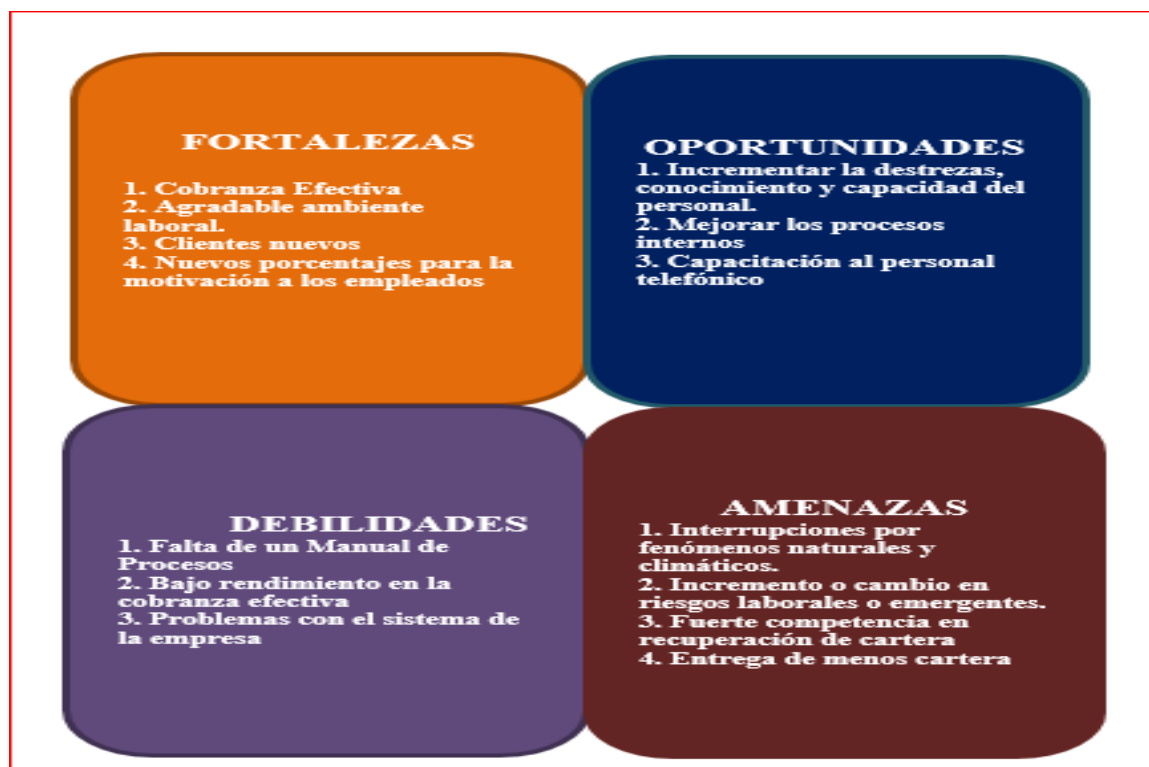 FORTALEZAS
1. Cobranza Efectiva
2. Agradable ambiente
laboral.
3. Clientes nuevos
4. Nuevos porcentajes para la
motivación a los empleados
OPORTUNIDADES
1. Incrementar la destrezas,
conocimiento y capacidad del
personal.
2. Mejorar los procesos
internos
3. Capacitación al personal
telefónico
DEBILIDADES
1. Falta de un Manual de
Procesos
2. Bajo rendimiento en la
cobranza efectiva
3. Problemas con el sistema de
la empresa
AMENAZAS
1. Interrupciones por
fenómenos naturales y
climáticos.
2. Incremento o cambio en
riesgos laborales o emergentes.
3. Fuerte competencia en
recuperación de cartera
4. Entrega de menos cartera